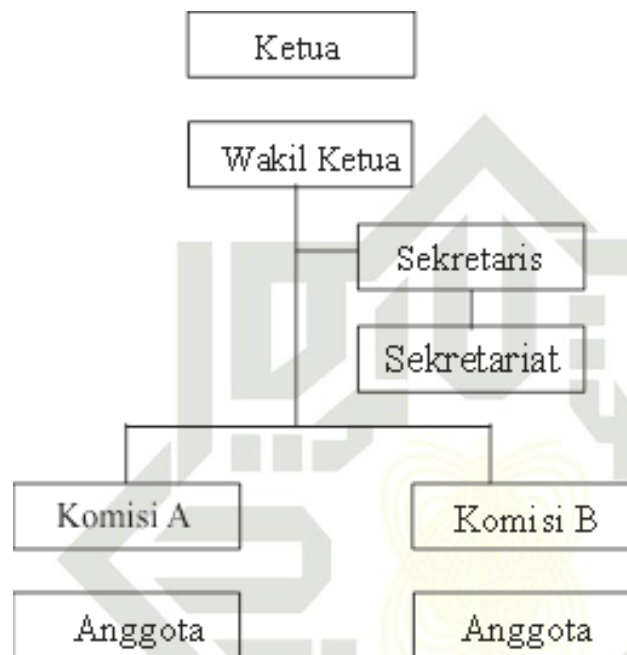 Ketua
Wakil Ketua
Sekretaris
Sekretariat
Komisi A
Komisi B
Anggota
Anggota